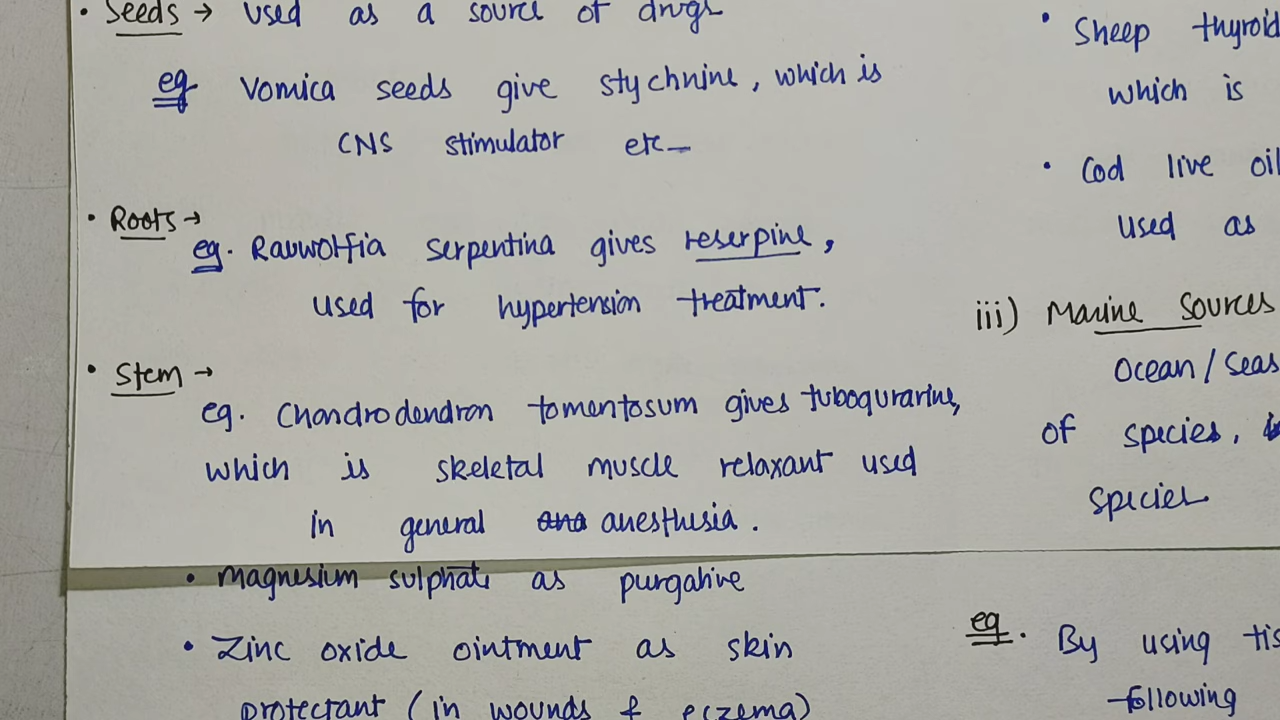 • Seeds → used as a source of drugs
eg Vomica seeds give stychnine, which is
CNS stimulator etc—
• Roots →
eg. Rauwolfia serpentina gives reserpine,
used for hypertension treatment.
• Stem →
eg. Chondrodendron tomentosum gives tuboqurarine,
which is skeletal muscle relaxant used
in general anesthesia.
• Magnesium sulphate as purgative
• Zinc oxide ointment as skin
protectant (in wounds & eczema)
• Sheep thyroid
which is
• Cod live oil
used as
iii) Marine Sources
Ocean/Seas
of species,
species
eg. By using tis
following